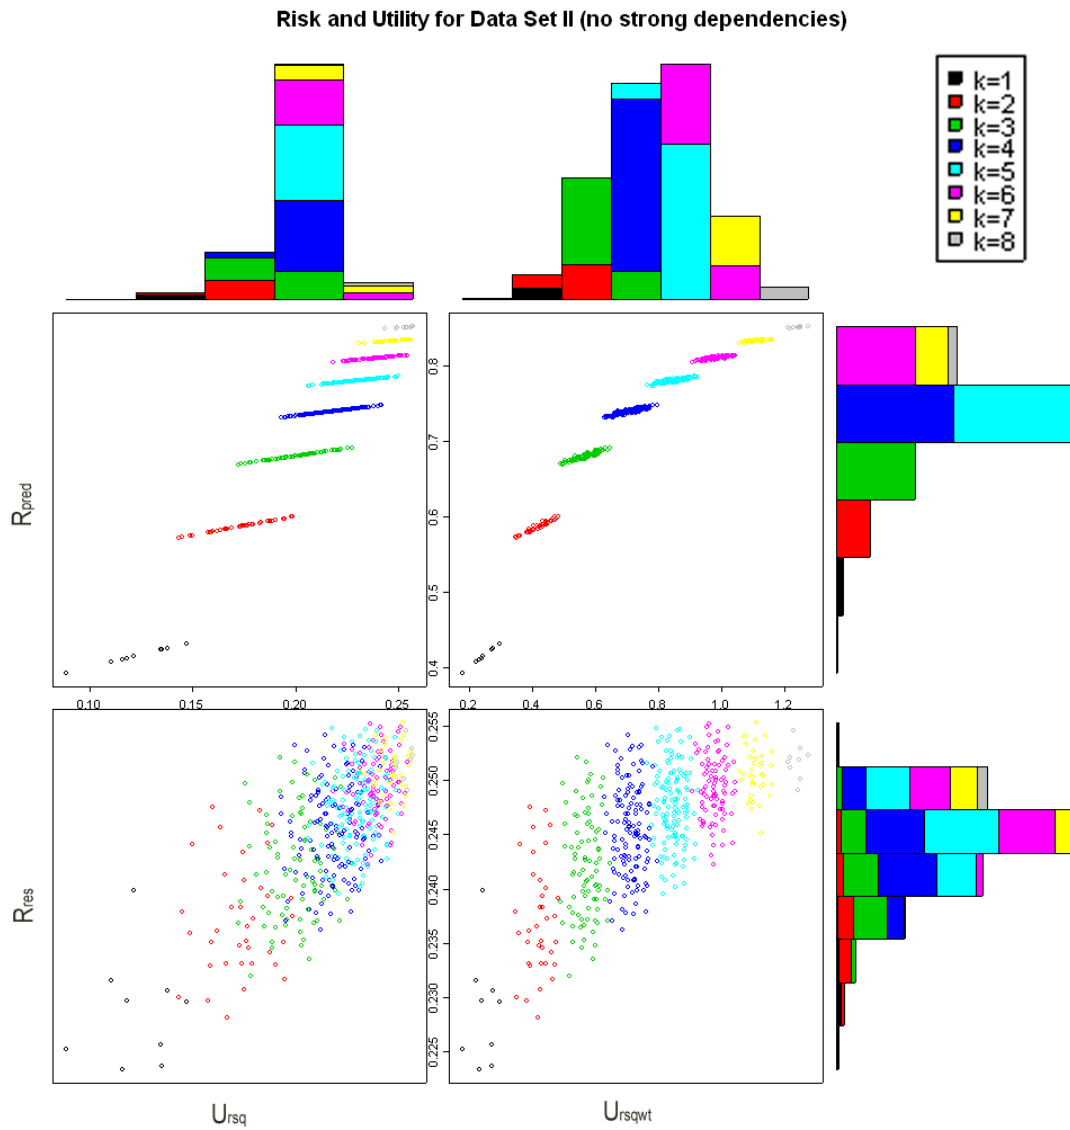 Risk and Utility for Data Set II (no strong dependencies)
k=1
k=2
k=3
k=4
k=5
k=6
k=7
k=8
Rpred
0.8
0.7
0.6
0.5
0.4
0.10 0.15 0.20 0.25
0.2 0.4 0.6 0.8 1.0 1.2
Rres
0.255
0.250
0.245
0.240
0.235
0.230
0.225
Ursq
Ursqwt